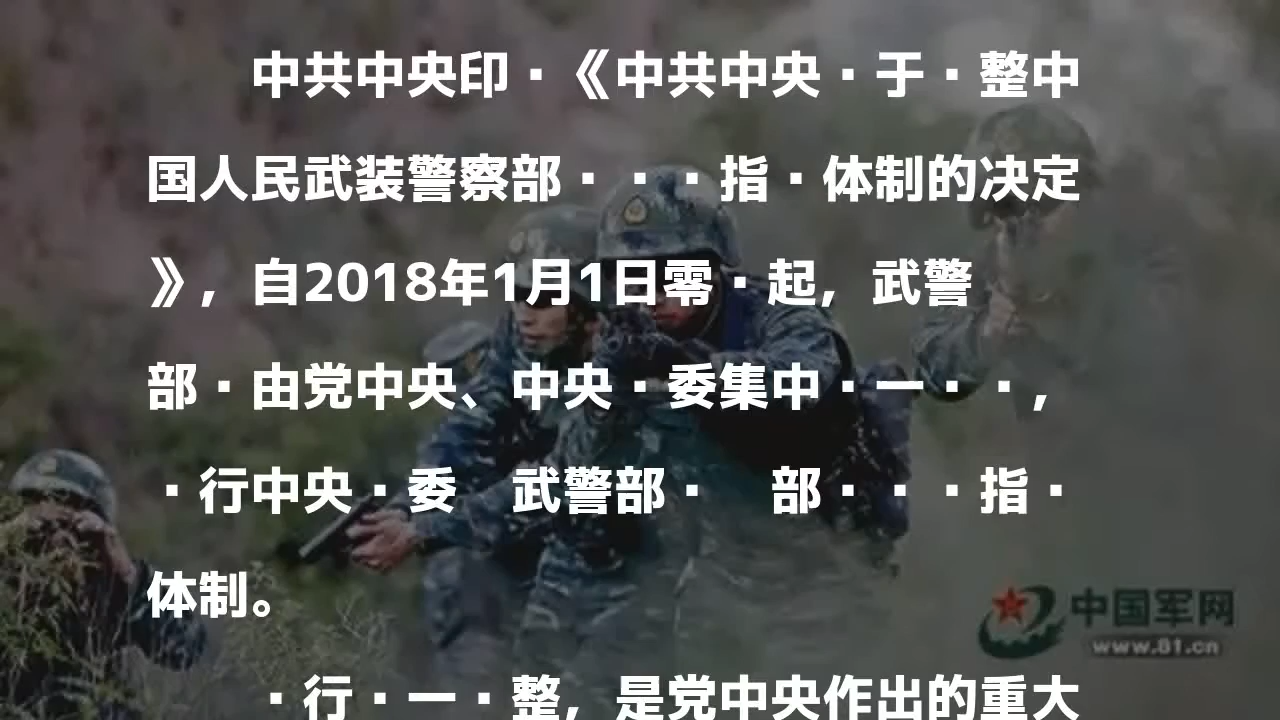 中共中央印·《中共中央·于·整中
国人民武装警察部···指·体制的决定
》，自2018年1月1日零·起，武警
部·由党中央、中央·委集中·一··，
·行中央·委　武警部·　部···指·
体制。
·行·一·整，是党中央作出的重大
中国军网
www.81.cn